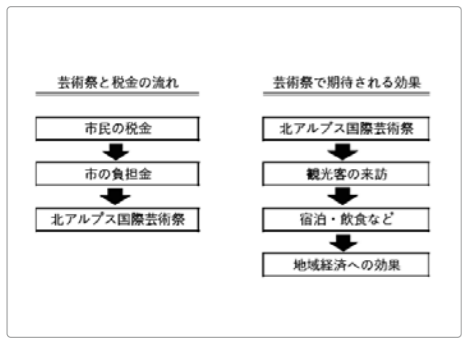 芸術祭と税金の流れ
市民の税金
市の負担金
北アルプス国際芸術祭
芸術祭で期待される効果
北アルプス国際芸術祭
観光客の来訪
宿泊・飲食など
地域経済への効果